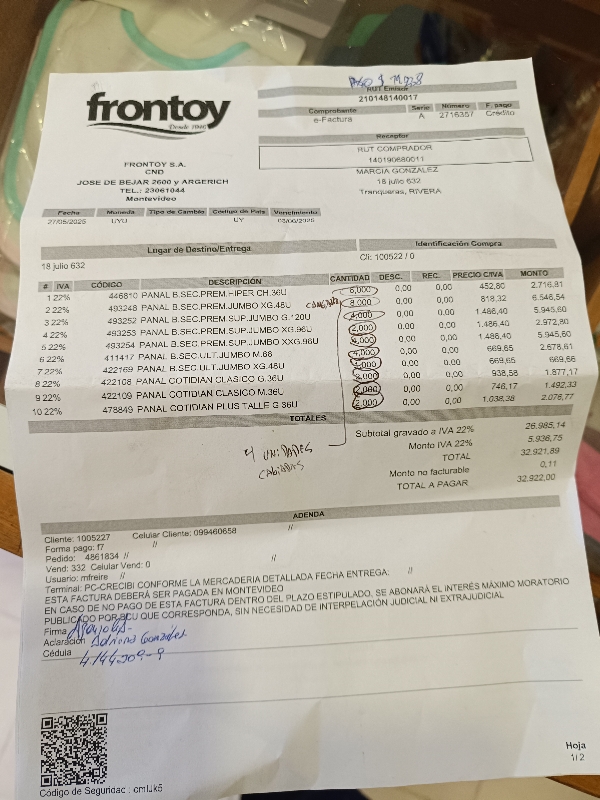 frontoy
Desde 1940
FRONTOY S.A.
CND
JOSE DE BEJAR 2600 y ARGERICH
TEL.: 23061044
Montevideo
RUT Emisor
210148140017
Comprobante Serie Número F. pago
e-Factura A 2716357 Crédito
Receptor
RUT COMPRADOR
140190680011
MARCIA GONZALEZ
18 julio 632
Tranqueras, RIVERA
Fecha Moneda Tipo de Cambio Código de País Vencimiento
27/05/2025 UYU UY 03/06/2025
Lugar de Destino/Entrega Identificación Compra
18 julio 632 Cli: 100522 / 0
# IVA CÓDIGO DESCRIPCIÓN CANTIDAD DESC. REC. PRECIO C/IVA MONTO
1 22% 446810 PANAL B.SEC.PREM.HIPER CH.36U 6,000 0,00 0,00 452,80 2.716,81
2 22% 493248 PANAL B.SEC.PREM.JUMBO XG.48U 8,000 0,00 0,00 818,32 6.546,54
3 22% 493252 PANAL B.SEC.PREM.SUP.JUMBO G.120U 4,000 0,00 0,00 1.486,40 5.945,60
4 22% 493253 PANAL B.SEC.PREM.SUP.JUMBO XG.96U 2,000 0,00 0,00 1.486,40 2.972,80
5 22% 493254 PANAL B.SEC.PREM.SUP.JUMBO XXG.96U 4,000 0,00 0,00 1.486,40 5.945,60
6 22% 411417 PANAL B.SEC.ULT.JUMBO M.68 4,000 0,00 0,00 669,65 2.678,61
7 22% 422169 PANAL B.SEC.ULT.JUMBO XG.48U 1,000 0,00 0,00 669,65 669,66
8 22% 422108 PANAL COTIDIAN CLASICO G.36U 2,000 0,00 0,00 938,58 1.877,17
9 22% 422109 PANAL COTIDIAN CLASICO M.36U 2,000 0,00 0,00 746,17 1.492,33
10 22% 478849 PANAL COTIDIAN PLUS TALLE G 36U 2,000 0,00 0,00 1.038,38 2.076,77
TOTALES
4 UNIDADES
Subtotal gravado a IVA 22% 26.985,14
Monto IVA 22% 5.936,75
TOTAL 32.921,89
Monto no facturable 0,11
TOTAL A PAGAR 32.922,00
ADENDA
Cliente: 1005227 Celular Cliente: 099460658 //
Forma pago: f7 //
Pedido: 4861834 // //
Vend: 332 Celular Vend: 0
Usuario: mfreire // //
Terminal: PC-CRECIBI CONFORME LA MERCADERIA DETALLADA FECHA ENTREGA:
ESTA FACTURA DEBERÁ SER PAGADA EN MONTEVIDEO
EN CASO DE NO PAGO DE ESTA FACTURA DENTRO DEL PLAZO ESTIPULADO, SE ABONARÁ EL INTERÉS MÁXIMO MORATORIO
PUBLICADO POR BCU QUE CORRESPONDA, SIN NECESIDAD DE INTERPELACIÓN JUDICIAL NI EXTRAJUDICIAL
Firma
Aclaración Adriana González
Cédula 4144209-9
Código de Seguridad : cmIJk5
Hoja
1/2